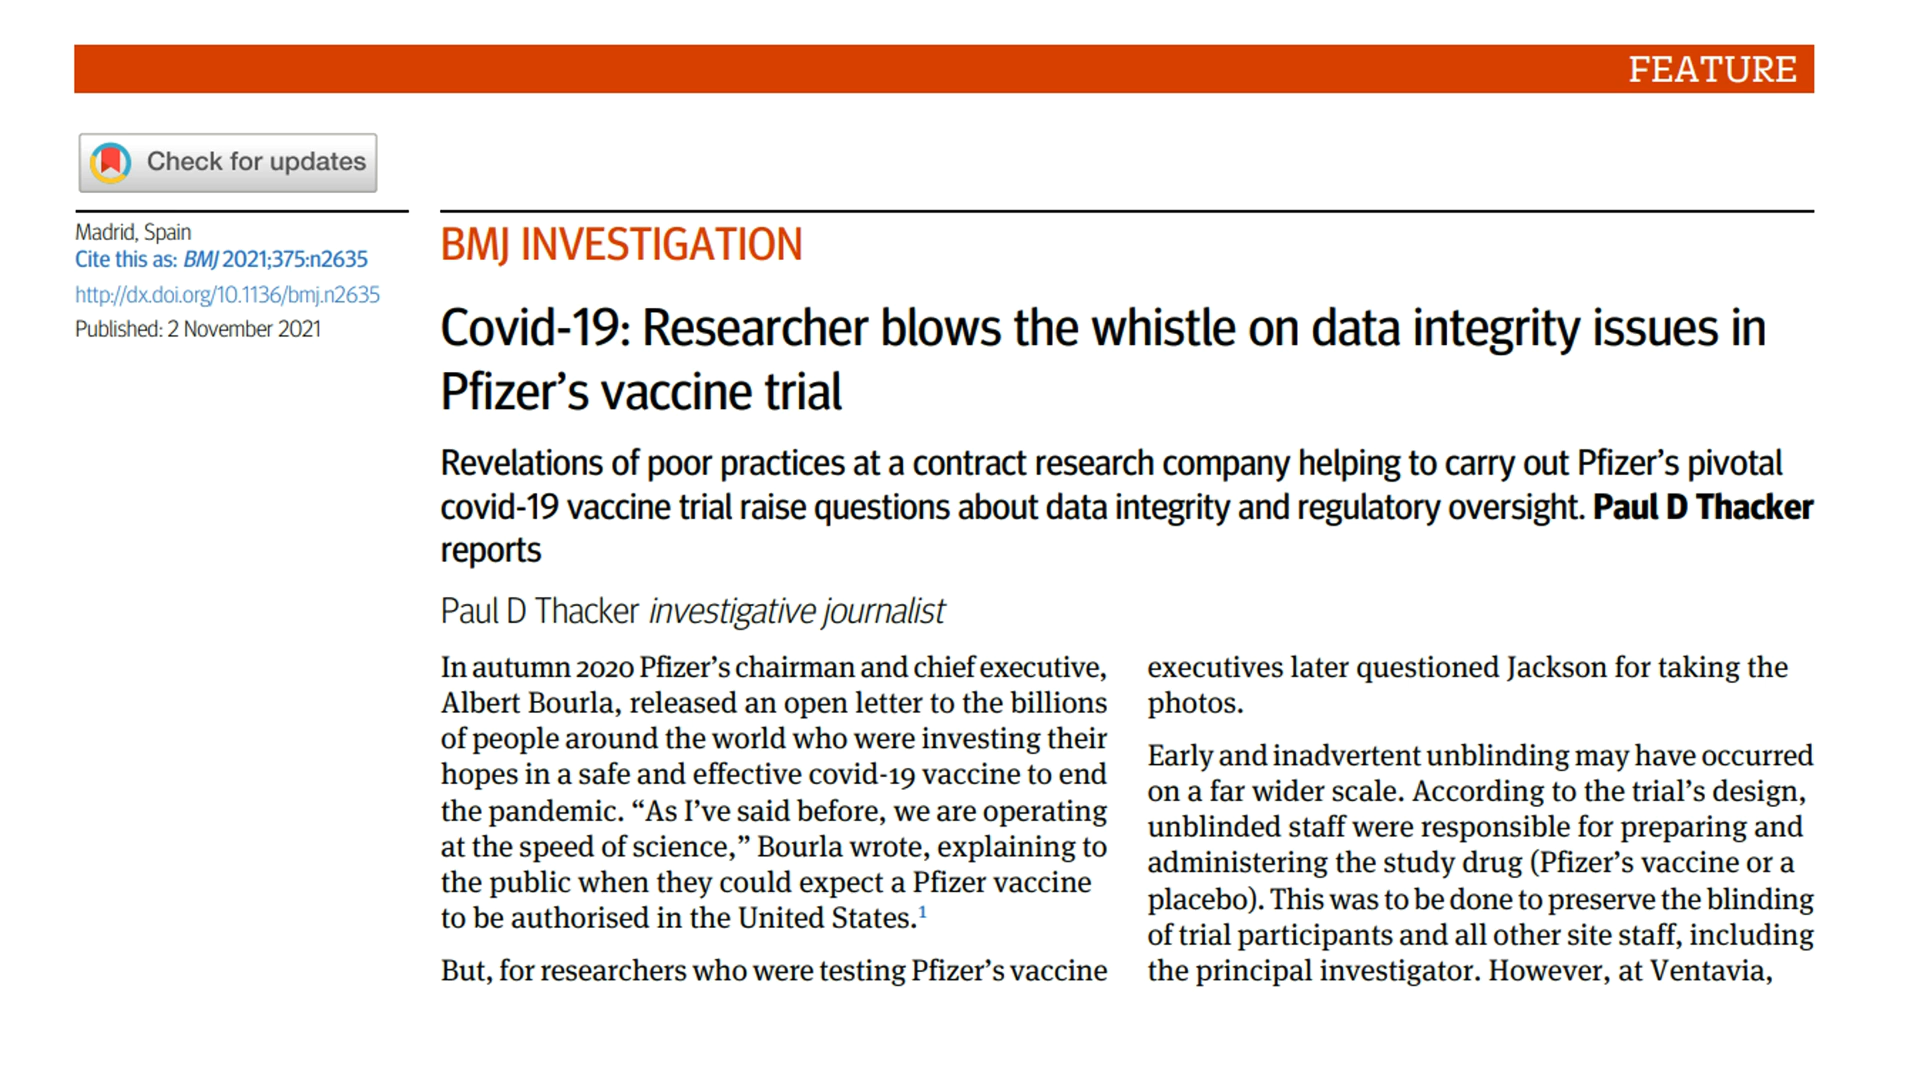 FEATURE
Check for updates
Madrid, Spain
Cite this as: BMJ 2021;375:n2635
http://dx.doi.org/10.1136/bmj.n2635
Published: 2 November 2021
BMJ INVESTIGATION
Covid-19: Researcher blows the whistle on data integrity issues in
Pfizer’s vaccine trial
Revelations of poor practices at a contract research company helping to carry out Pfizer’s pivotal
covid-19 vaccine trial raise questions about data integrity and regulatory oversight. Paul D Thacker
reports
Paul D Thacker investigative journalist
In autumn 2020 Pfizer’s chairman and chief executive,
Albert Bourla, released an open letter to the billions
of people around the world who were investing their
hopes in a safe and effective covid-19 vaccine to end
the pandemic. “As I’ve said before, we are operating
at the speed of science,” Bourla wrote, explaining to
the public when they could expect a Pfizer vaccine
to be authorised in the United States.1
But, for researchers who were testing Pfizer’s vaccine
executives later questioned Jackson for taking the
photos.
Early and inadvertent unblinding may have occurred
on a far wider scale. According to the trial’s design,
unblinded staff were responsible for preparing and
administering the study drug (Pfizer’s vaccine or a
placebo). This was to be done to preserve the blinding
of trial participants and all other site staff, including
the principal investigator. However, at Ventavia,